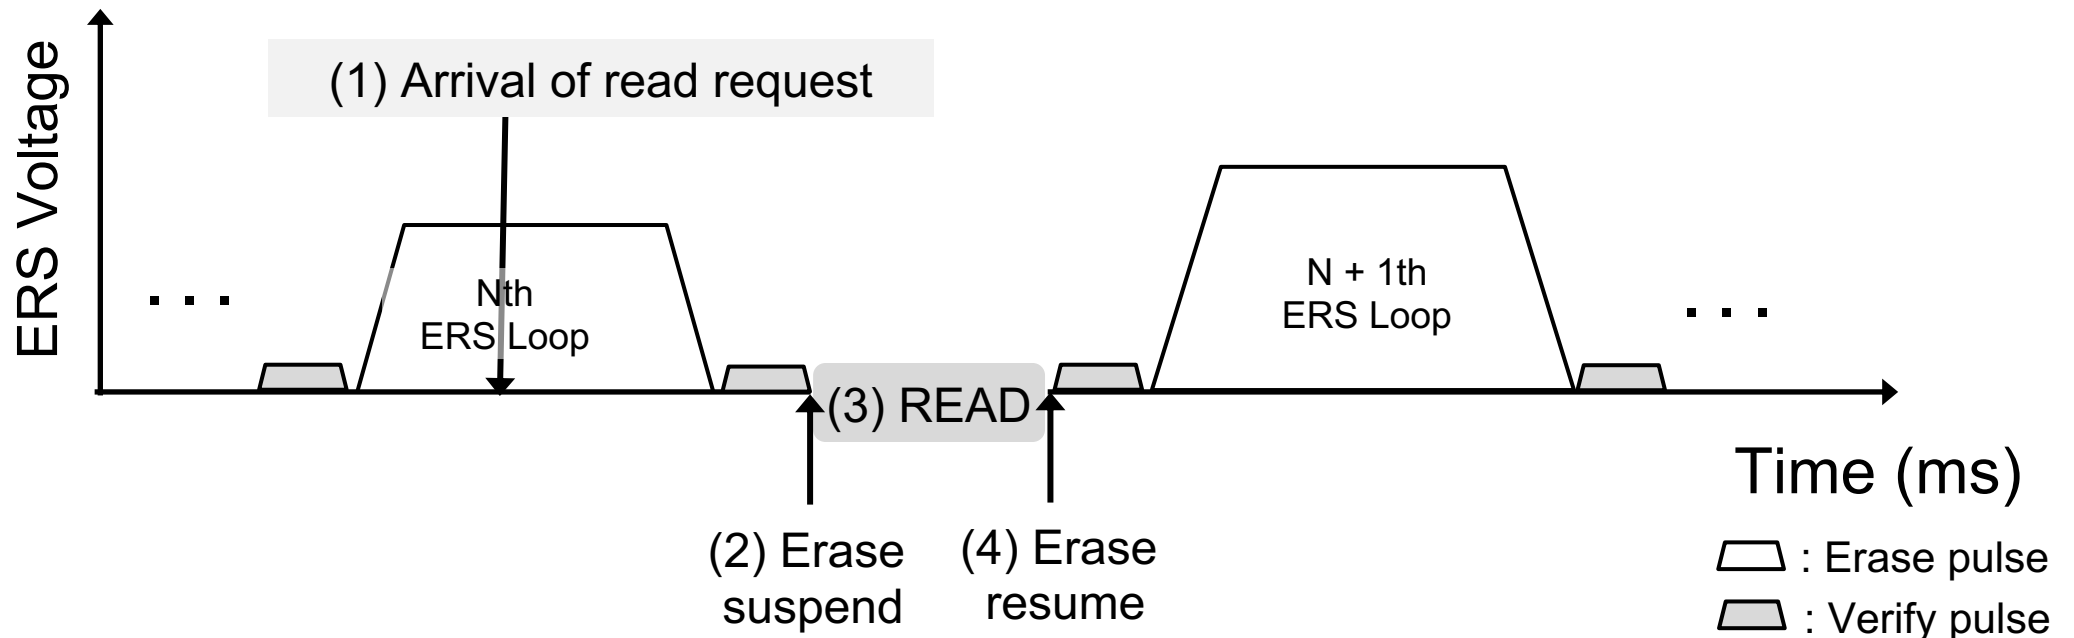 ERS Voltage
(1) Arrival of read request
. . .
Nth
ERS Loop
(3) READ
N + 1th
ERS Loop
. . .
(2) Erase
suspend
(4) Erase
resume
Time (ms)
: Erase pulse
: Verify pulse